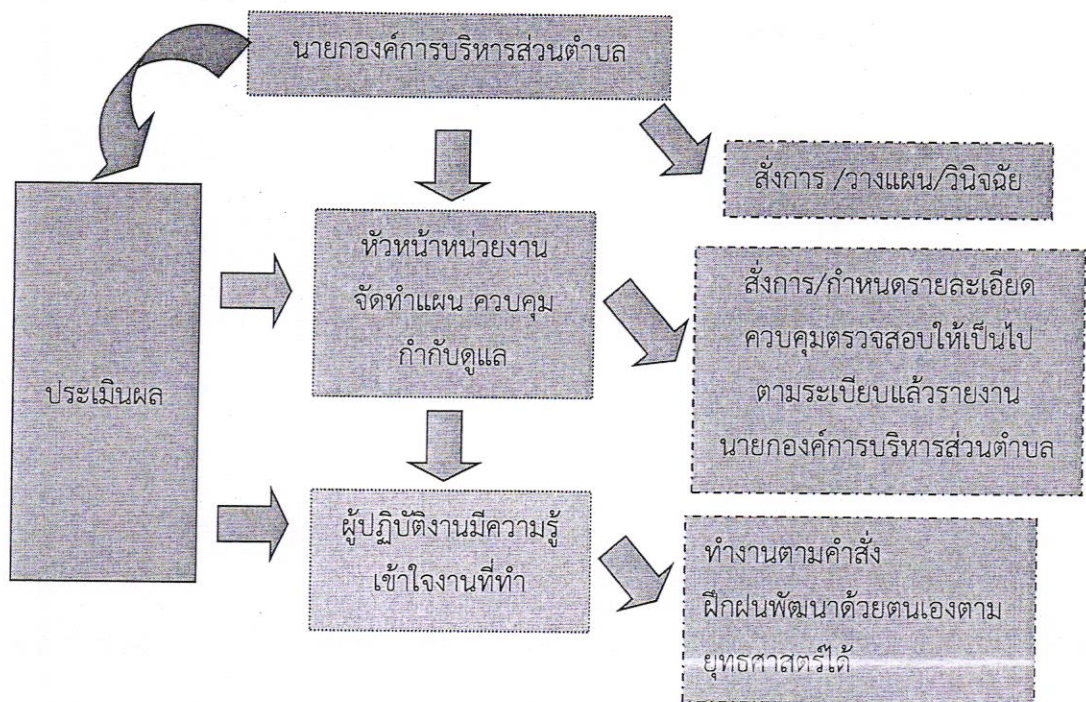 นายกองค์การบริหารส่วนตำบล
สั่งการ /วางแผน/วินิจฉัย
หัวหน้าหน่วยงาน
จัดทำแผน ควบคุม
กำกับดูแล
สั่งการ/กำหนดรายละเอียด
ควบคุมตรวจสอบให้เป็นไป
ตามระเบียบแล้วรายงาน
นายกองค์การบริหารส่วนตำบล
ประเมินผล
ผู้ปฏิบัติงานมีความรู้
เข้าใจงานที่ทำ
ทำงานตามคำสั่ง
ฝึกฝนพัฒนาด้วยตนเองตาม
ยุทธศาสตร์ได้